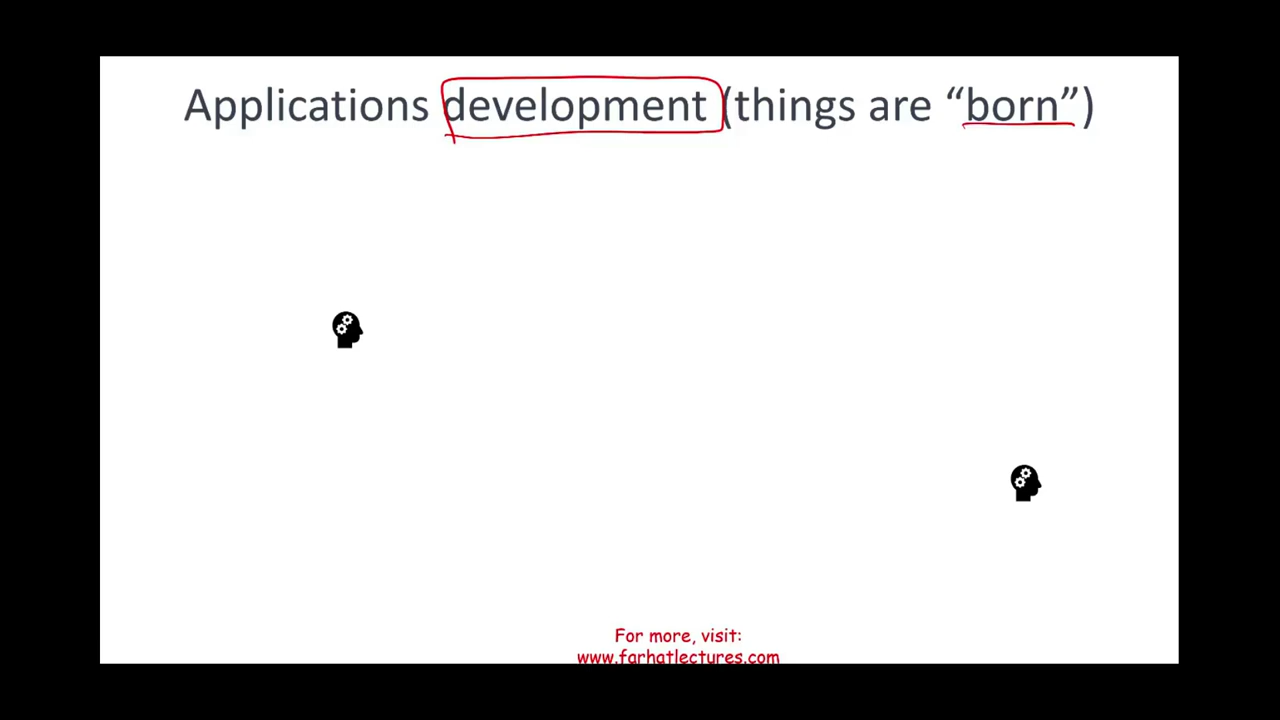 Applications development (things are “born”)
For more, visit:
www.farhatlectures.com